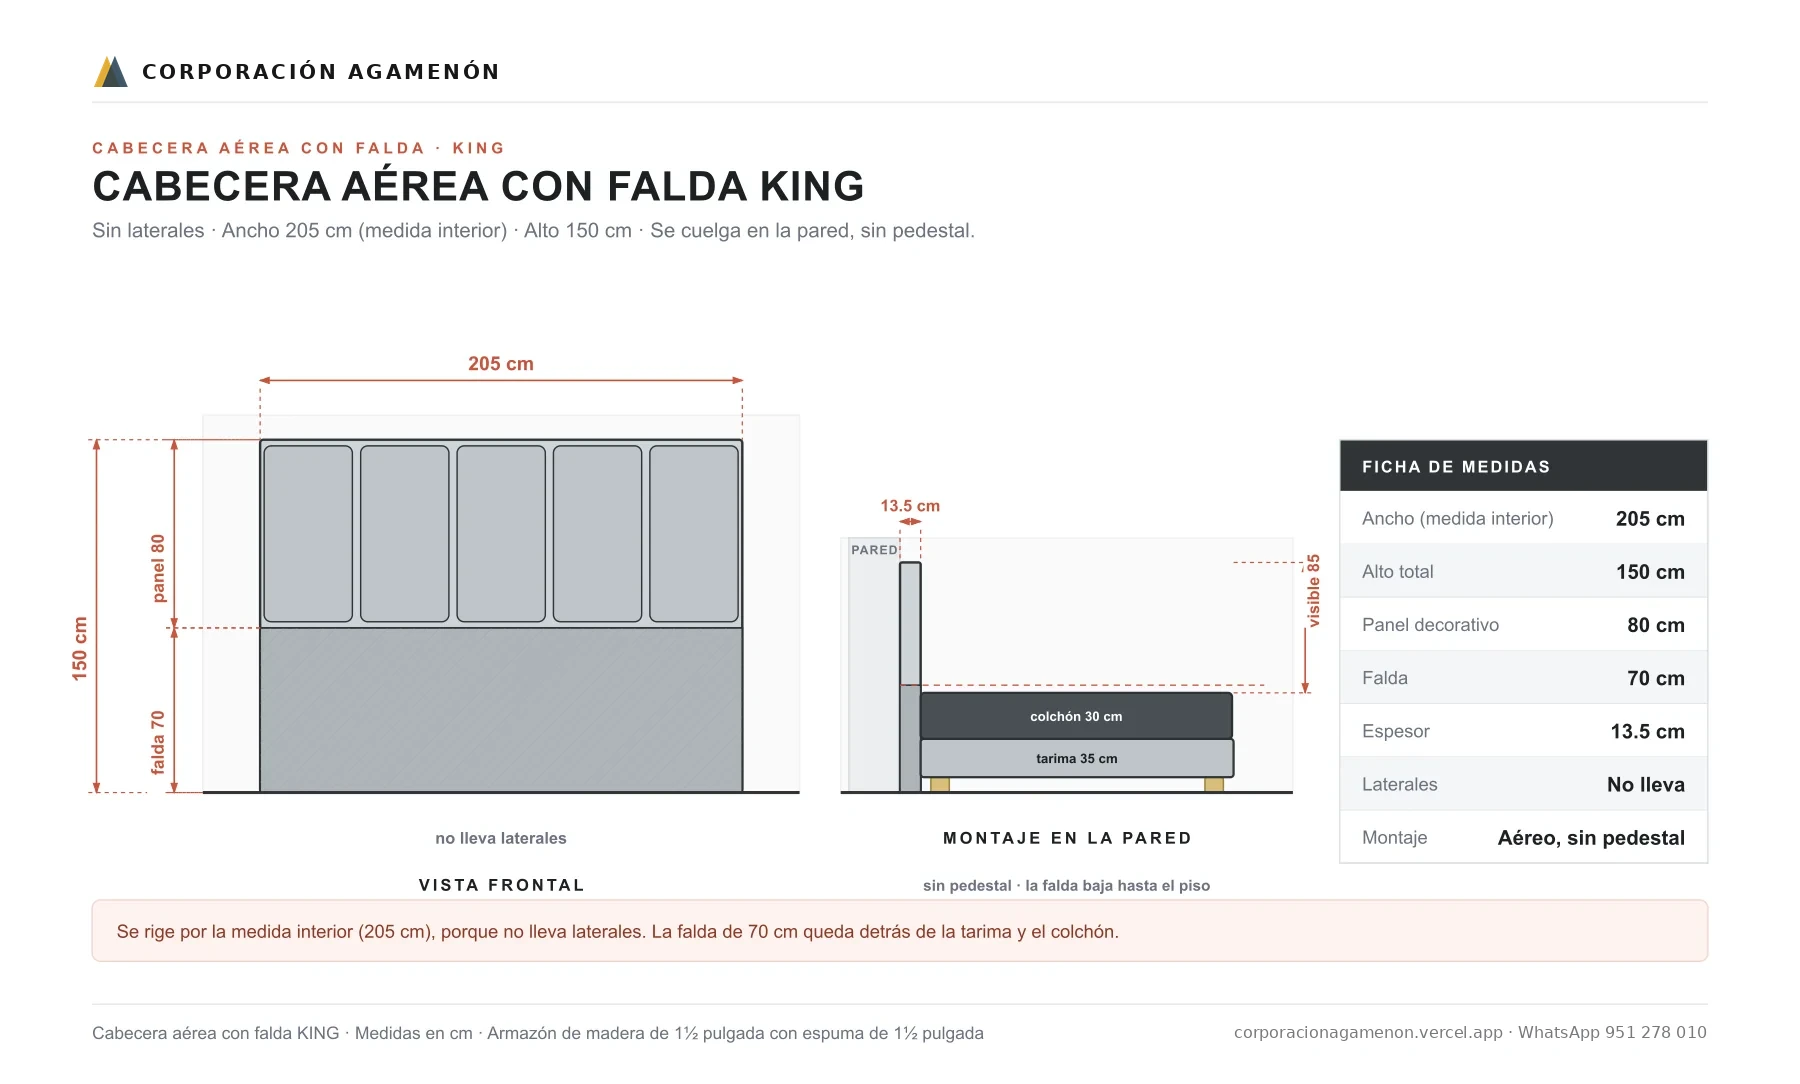 CORPORACIÓN AGAMENÓN
CABECERA AÉREA CON FALDA · KING
CABECERA AÉREA CON FALDA KING
Sin laterales · Ancho 205 cm (medida interior) · Alto 150 cm · Se cuelga en la pared, sin pedestal.
205 cm
150 cm
panel 80
falda 70
no lleva laterales
VISTA FRONTAL
13.5 cm
PARED
visible 85
colchón 30 cm
tarima 35 cm
MONTAJE EN LA PARED
sin pedestal · la falda baja hasta el piso
FICHA DE MEDIDAS
Ancho (medida interior) 205 cm
Alto total 150 cm
Panel decorativo 80 cm
Falda 70 cm
Espesor 13.5 cm
Laterales No lleva
Montaje Aéreo, sin pedestal
Se rige por la medida interior (205 cm), porque no lleva laterales. La falda de 70 cm queda detrás de la tarima y el colchón.
Cabecera aérea con falda KING · Medidas en cm · Armazón de madera de 1½ pulgada con espuma de 1½ pulgada
corporacionagamenon.vercel.app · WhatsApp 951 278 010